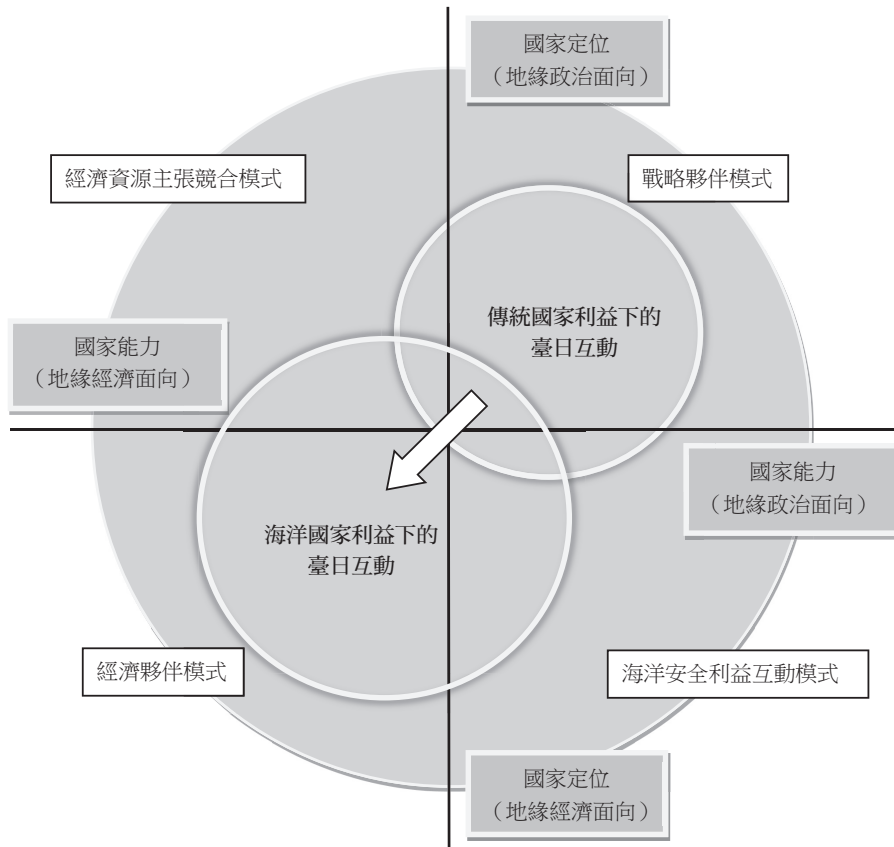 國家定位
（地緣政治面向）
經濟資源主張競合模式
戰略夥伴模式
傳統國家利益下的
臺日互動
國家能力
（地緣經濟面向）
國家能力
（地緣政治面向）
海洋國家利益下的
臺日互動
經濟夥伴模式
海洋安全利益互動模式
國家定位
（地緣經濟面向）